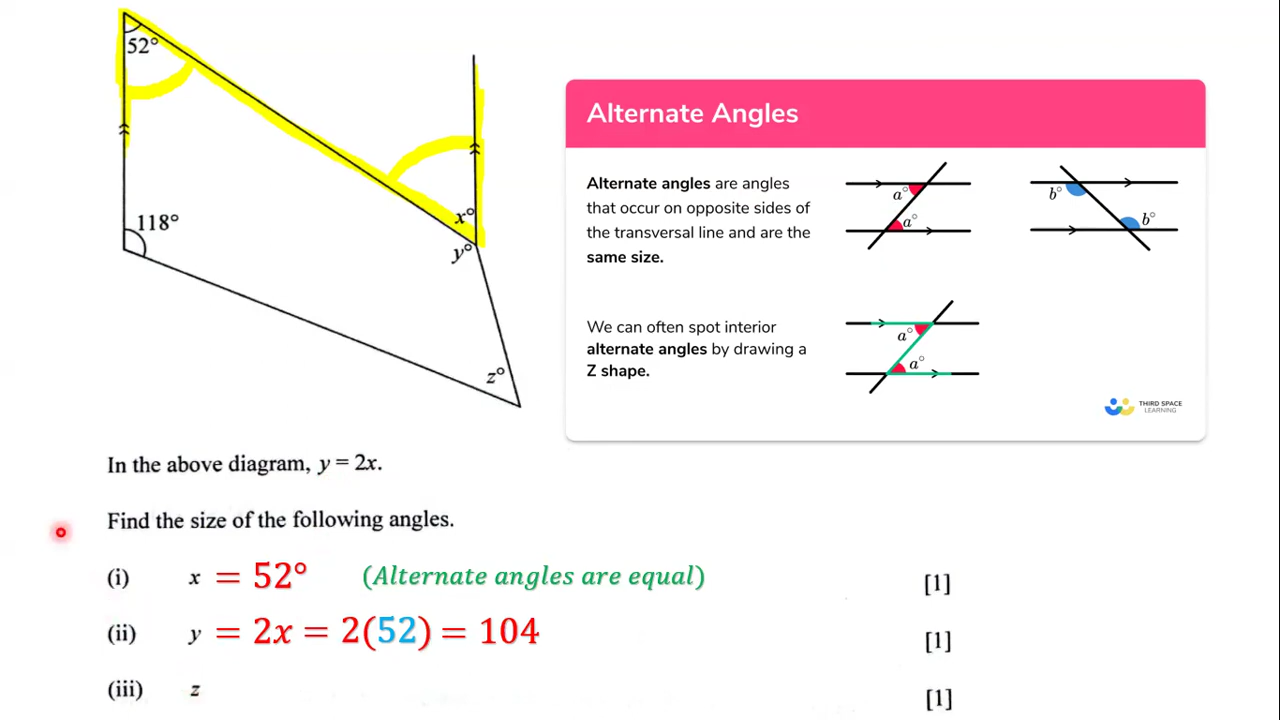 52°
118°
x°
y°
z°
Alternate Angles
Alternate angles are angles
that occur on opposite sides of
the transversal line and are the
same size.
a°
a°
b°
b°
We can often spot interior
alternate angles by drawing a
Z shape.
a°
a°
THIRD SPACE
LEARNING
In the above diagram, y = 2x.
Find the size of the following angles.
(i) x = 52° (Alternate angles are equal) [1]
(ii) y = 2x = 2(52) = 104 [1]
(iii) z [1]